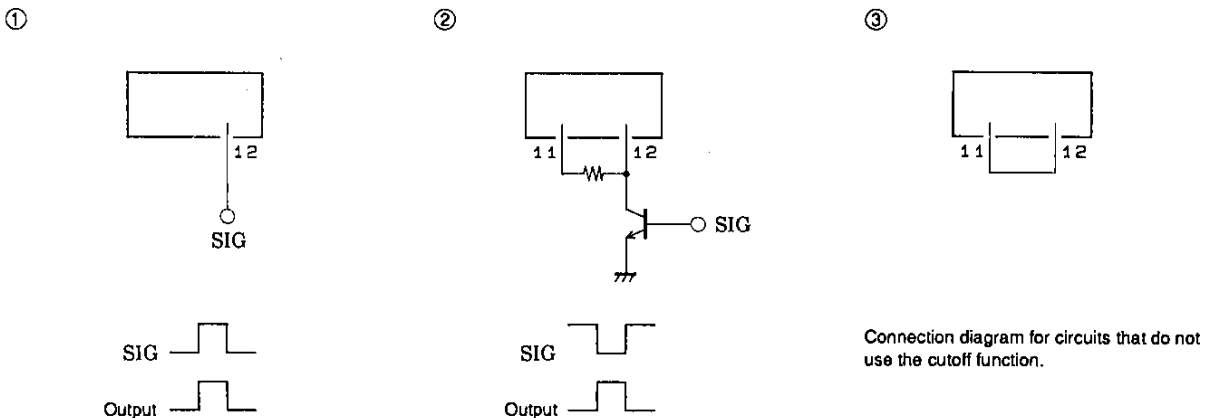 ①
②
③
12
SIG
11 12
SIG
11 12
SIG
Output
SIG
Output
Connection diagram for circuits that do not
use the cutoff function.